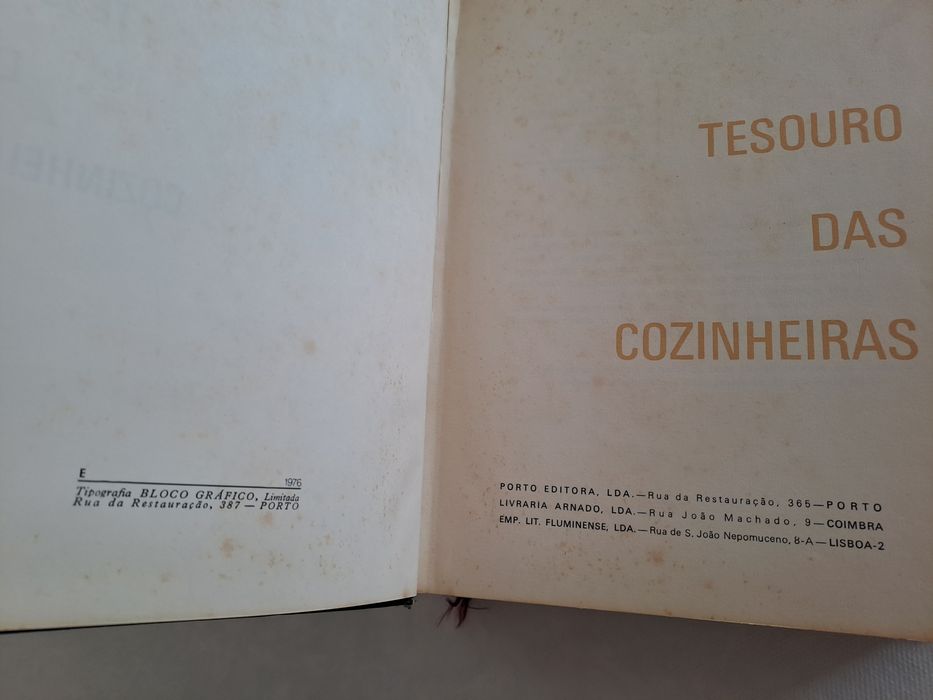 E 1976
Tipografia BLOCO GRÁFICO, Limitada
Rua da Restauração, 387 — PORTO
TESOURO
DAS
COZINHEIRAS
PORTO EDITORA, LDA.—Rua da Restauração, 365—PORTO
LIVRARIA ARNADO, LDA.—Rua João Machado, 9—COIMBRA
EMP. LIT. FLUMINENSE, LDA.—Rua de S. João Nepomuceno, 8-A—LISBOA-2